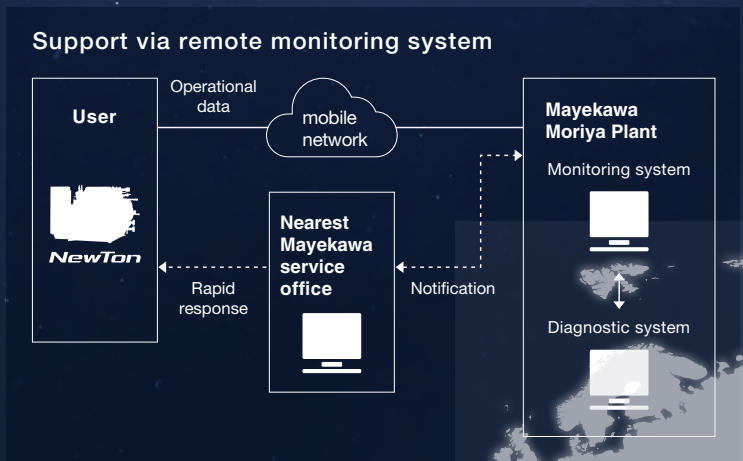 Support via remote monitoring system
User
Operational
data
mobile
network
Mayekawa
Moriya Plant
Monitoring system
NewTon
Nearest
Mayekawa
service
office
Rapid
response
Notification
Diagnostic system